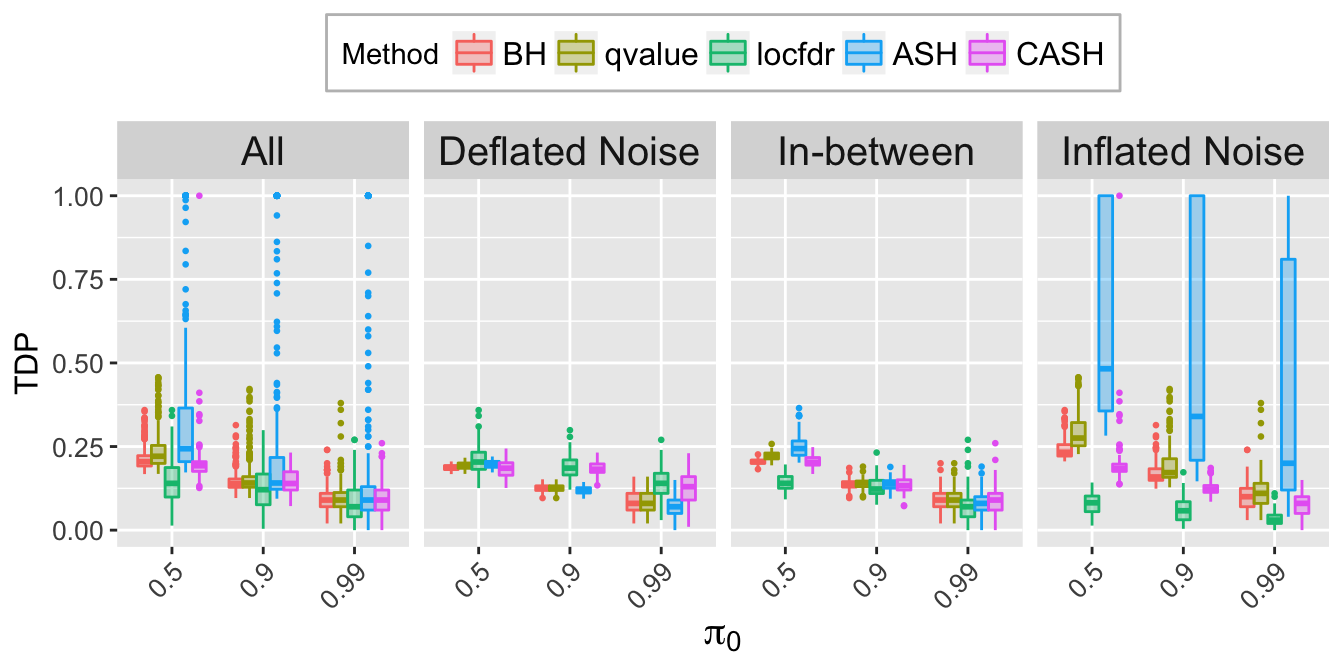 Method BH qvalue locfdr ASH CASH
All Deflated Noise In-between Inflated Noise
TDP
1.00
0.75
0.50
0.25
0.00
0.5 0.9 0.99 0.5 0.9 0.99 0.5 0.9 0.99 0.5 0.9 0.99
π0